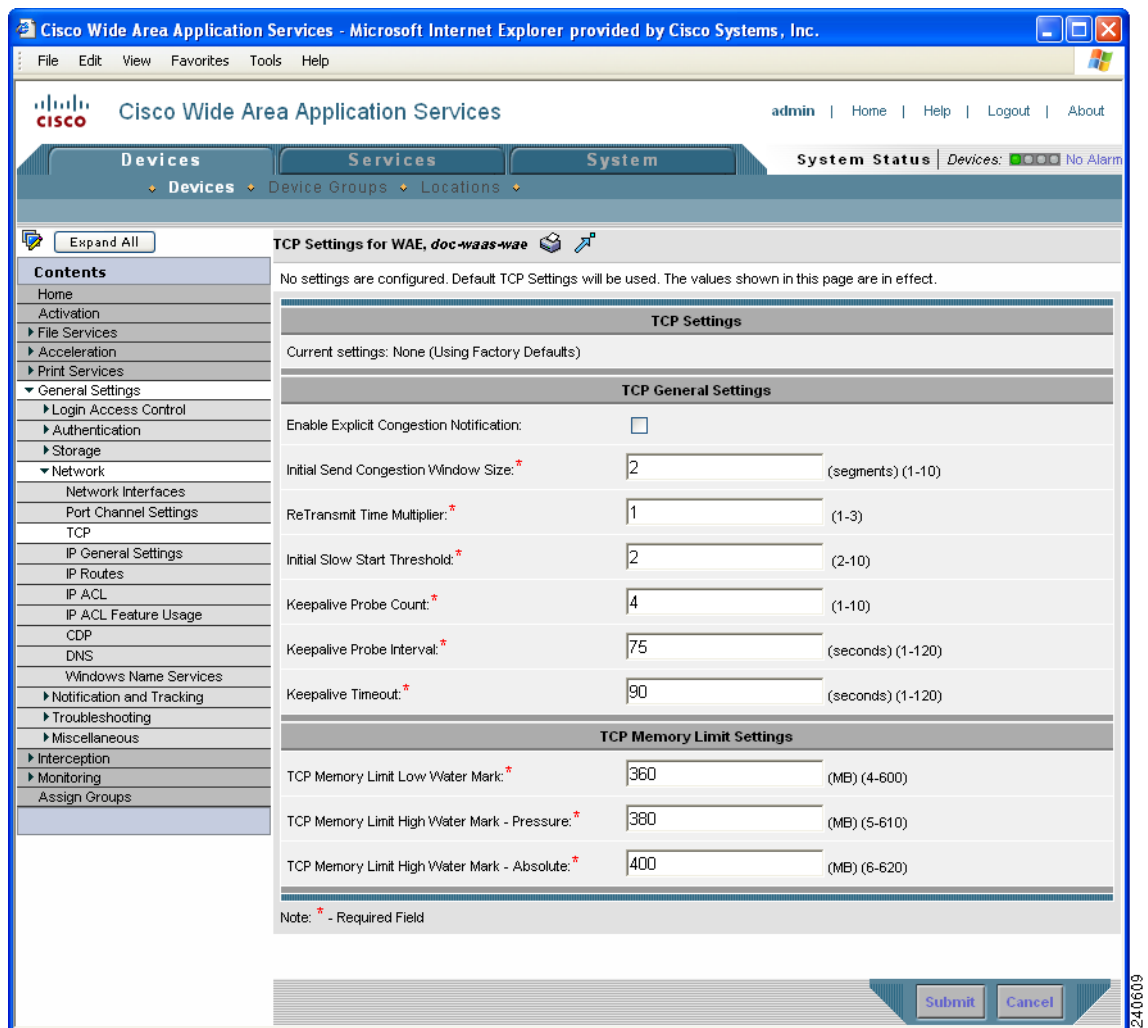 Cisco Wide Area Application Services - Microsoft Internet Explorer provided by Cisco Systems, Inc.
File Edit View Favorites Tools Help
CISCO
Cisco Wide Area Application Services
admin | Home | Help | Logout | About
Devices Services System
System Status | Devices: No Alarm
Devices Device Groups Locations
Expand All
TCP Settings for WAE, doc-waas-wae
Contents
Home
Activation
File Services
Acceleration
Print Services
General Settings
Login Access Control
Authentication
Storage
Network
Network Interfaces
Port Channel Settings
TCP
IP General Settings
IP Routes
IP ACL
IP ACL Feature Usage
CDP
DNS
Windows Name Services
Notification and Tracking
Troubleshooting
Miscellaneous
Interception
Monitoring
Assign Groups
No settings are configured. Default TCP Settings will be used. The values shown in this page are in effect.
TCP Settings
Current settings: None (Using Factory Defaults)
TCP General Settings
Enable Explicit Congestion Notification:
Initial Send Congestion Window Size:* 2 (segments) (1-10)
ReTransmit Time Multiplier:* 1 (1-3)
Initial Slow Start Threshold:* 2 (2-10)
Keepalive Probe Count:* 4 (1-10)
Keepalive Probe Interval:* 75 (seconds) (1-120)
Keepalive Timeout:* 90 (seconds) (1-120)
TCP Memory Limit Settings
TCP Memory Limit Low Water Mark:* 360 (MB) (4-600)
TCP Memory Limit High Water Mark - Pressure:* 380 (MB) (5-610)
TCP Memory Limit High Water Mark - Absolute:* 400 (MB) (6-620)
Note: * - Required Field
Submit Cancel
240609